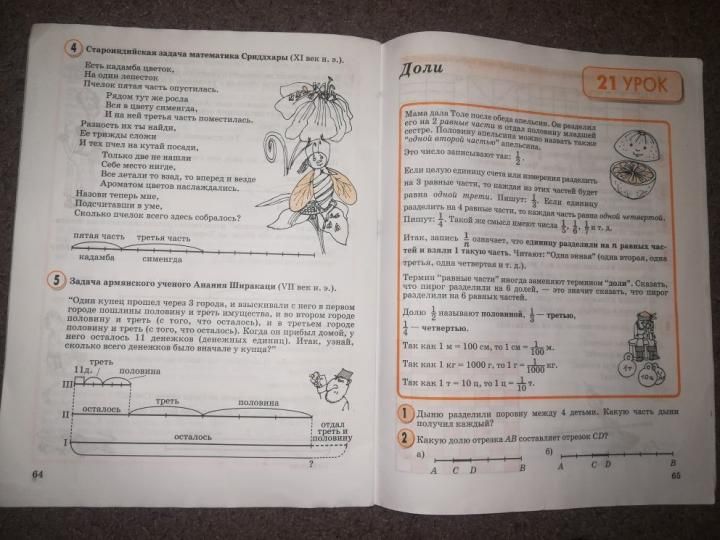 4 Староиндийская задача математика Сриддхары (XI век н. э.).
Есть кадамба цветок,
На один лепесток
Пчелок пятая часть опустилась.
Рядом тут же росла
Вся в цвету сименгда,
И на ней третья часть поместилась.
Разность их ты найди,
Ее трижды сложи
И тех пчел на кутай посади,
Только две не нашли
Себе место нигде,
Все летали то взад, то вперед и везде
Ароматом цветов наслаждались.
Назови теперь мне,
Подсчитавши в уме,
Сколько пчелок всего здесь собралось?
пятая часть третья часть
кадамба сименгда
5 Задача армянского ученого Анания Ширакаци (VII век н. э.).
"Один купец прошел через 3 города, и взыскивали с него в первом
городе пошлины половину и треть имущества, и во втором городе
половину и треть (с того, что осталось), и в третьем городе
половину и треть (с того, что осталось). Когда он прибыл домой, у
него осталось 11 денежков (денежных единиц). Итак, узнай,
сколько всего денежков было вначале у купца?"
треть
11д. половина
III
осталось треть половина
II
отдал
осталось треть и
I половину
?
64
Доли
21 УРОК
Мама дала Толе после обеда апельсин. Он разделил
его на 2 равные части и отдал половину младшей
сестре. Половину апельсина можно назвать также
"одной второй частью" апельсина.
Это число записывают так: 1/2.
Если целую единицу счета или измерения разделить
на 3 равные части, то каждая из этих частей будет
равна одной трети. Пишут: 1/3. Если единицу
разделить на 4 равные части, то каждая часть равна одной четвертой.
Пишут: 1/4. Такой же смысл имеют числа 1/5, 1/6, 1/7 и т. д.
Итак, запись 1/n означает, что единицу разделили на n равных час-
тей и взяли 1 такую часть. Читают: "Одна энная" (одна вторая, одна
третья, одна четвертая и т. д.).
Термин "равные части" иногда заменяют термином "доли". Сказать,
что пирог разделили на 6 долей, — это значит сказать, что пирог
разделили на 6 равных частей.
Долю 1/2 называют половиной, 1/3 — третью,
1/4 — четвертью.
Так как 1 м = 100 см, то 1 см = 1/100 м.
Так как 1 кг = 1000 г, то 1 г = 1/1000 кг.
Так как 1 т = 10 ц, то 1 ц = 1/10 т.
1т 10ц
1 Дыню разделили поровну между 4 детьми. Какую часть дыни
получил каждый?
2 Какую долю отрезка AB составляет отрезок CD?
а) б)
A C D B A C D B
65